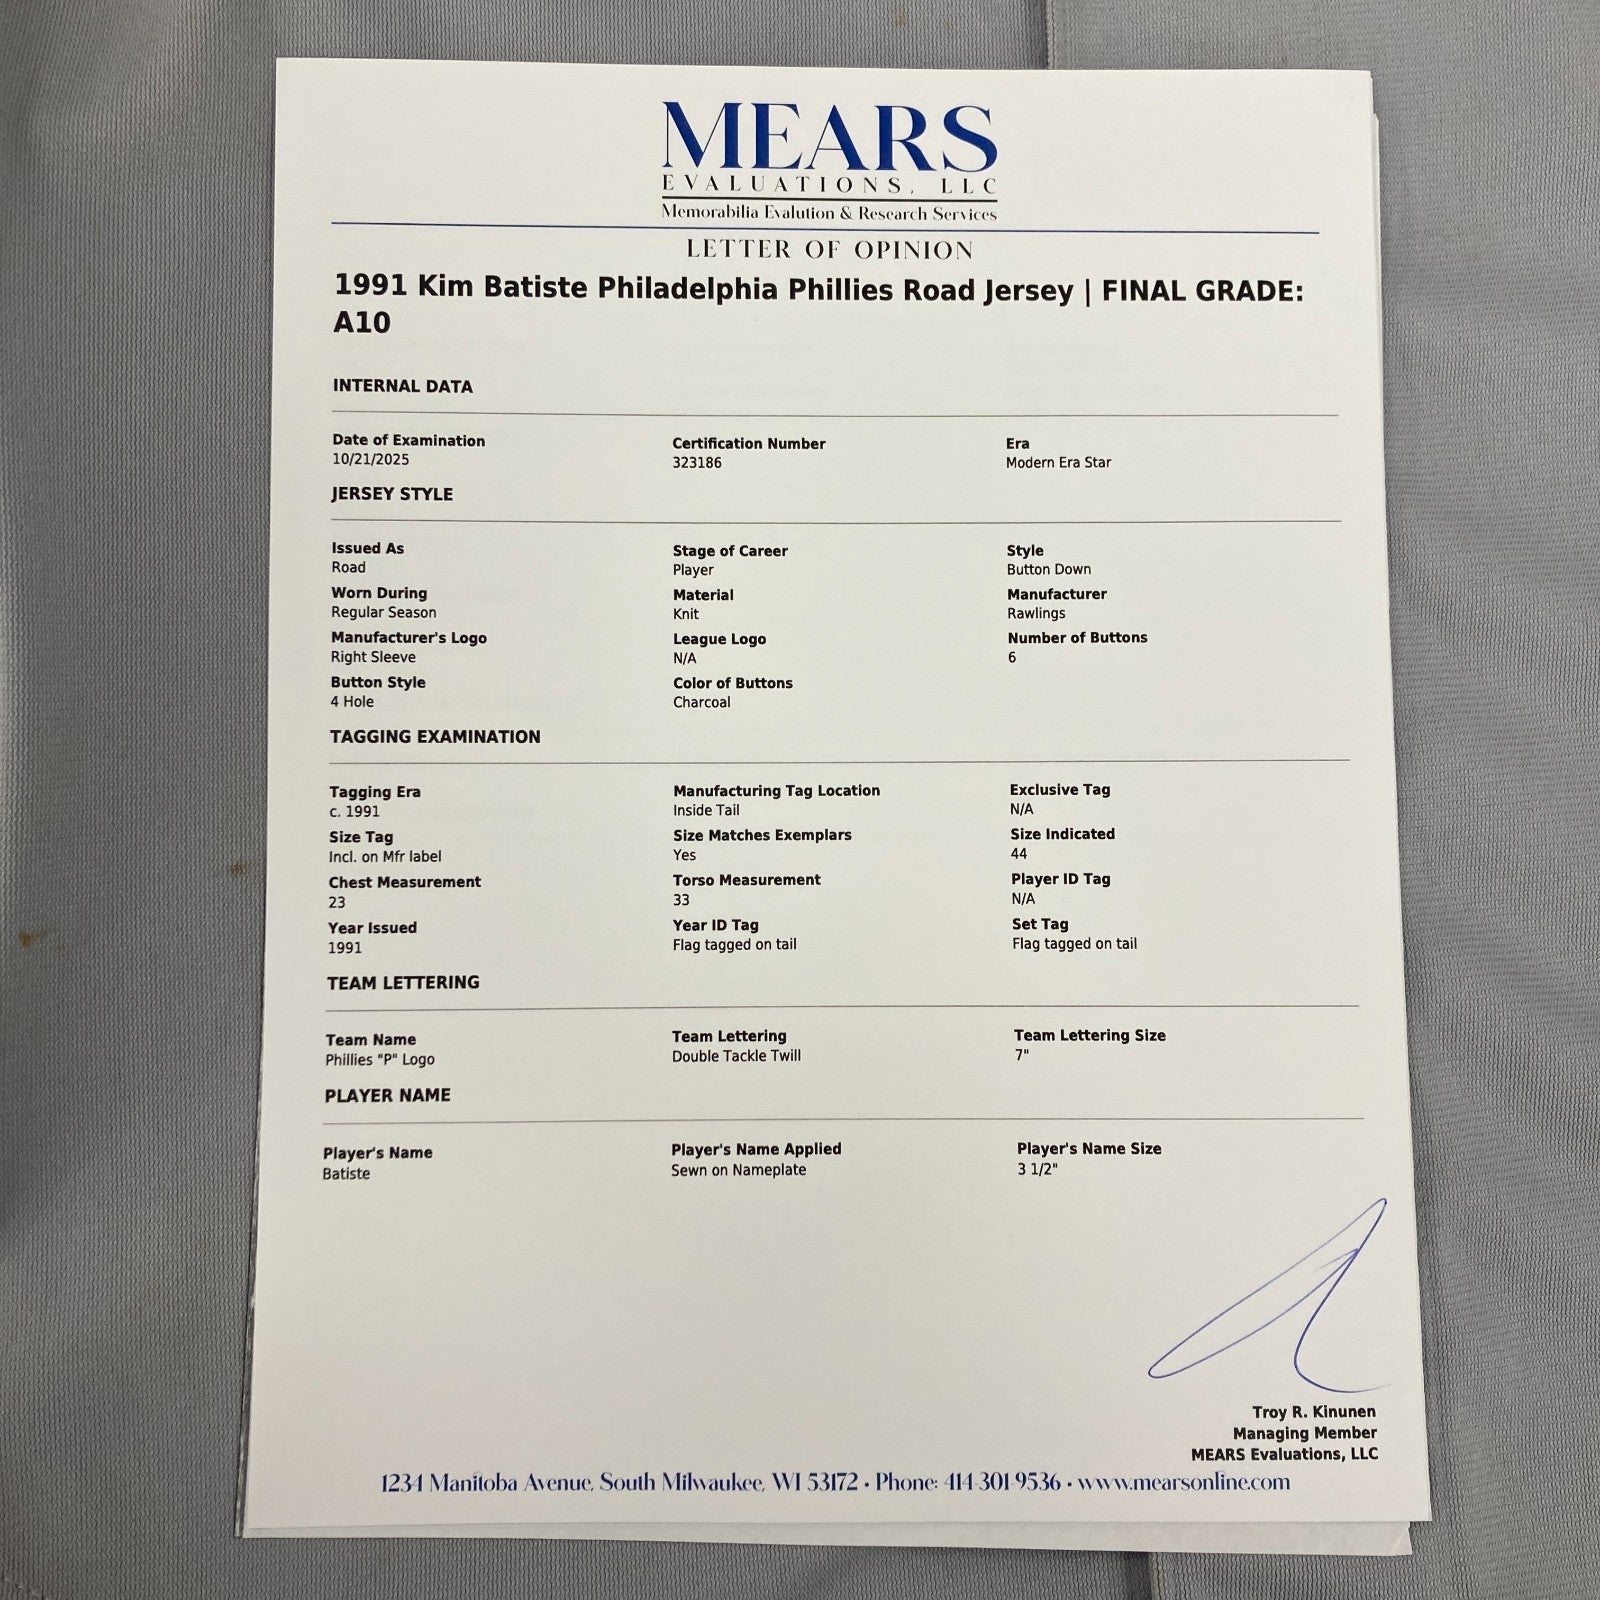 MEARS
EVALUATIONS, LLC
Memorabilia Evalution & Research Services
LETTER OF OPINION
1991 Kim Batiste Philadelphia Phillies Road Jersey | FINAL GRADE:
A10
INTERNAL DATA
Date of Examination Certification Number Era
10/21/2025 323186 Modern Era Star
JERSEY STYLE
Issued As Stage of Career Style
Road Player Button Down
Worn During Material Manufacturer
Regular Season Knit Rawlings
Manufacturer's Logo League Logo Number of Buttons
Right Sleeve N/A 6
Button Style Color of Buttons
4 Hole Charcoal
TAGGING EXAMINATION
Tagging Era Manufacturing Tag Location Exclusive Tag
c. 1991 Inside Tail N/A
Size Tag Size Matches Exemplars Size Indicated
Incl. on Mfr label Yes 44
Chest Measurement Torso Measurement Player ID Tag
23 33 N/A
Year Issued Year ID Tag Set Tag
1991 Flag tagged on tail Flag tagged on tail
TEAM LETTERING
Team Name Team Lettering Team Lettering Size
Phillies "P" Logo Double Tackle Twill 7"
PLAYER NAME
Player's Name Player's Name Applied Player's Name Size
Batiste Sewn on Nameplate 3 1/2"
Troy R. Kinunen
Managing Member
MEARS Evaluations, LLC
1234 Manitoba Avenue, South Milwaukee, WI 53172 • Phone: 414-301-9536 • www.mearsonline.com